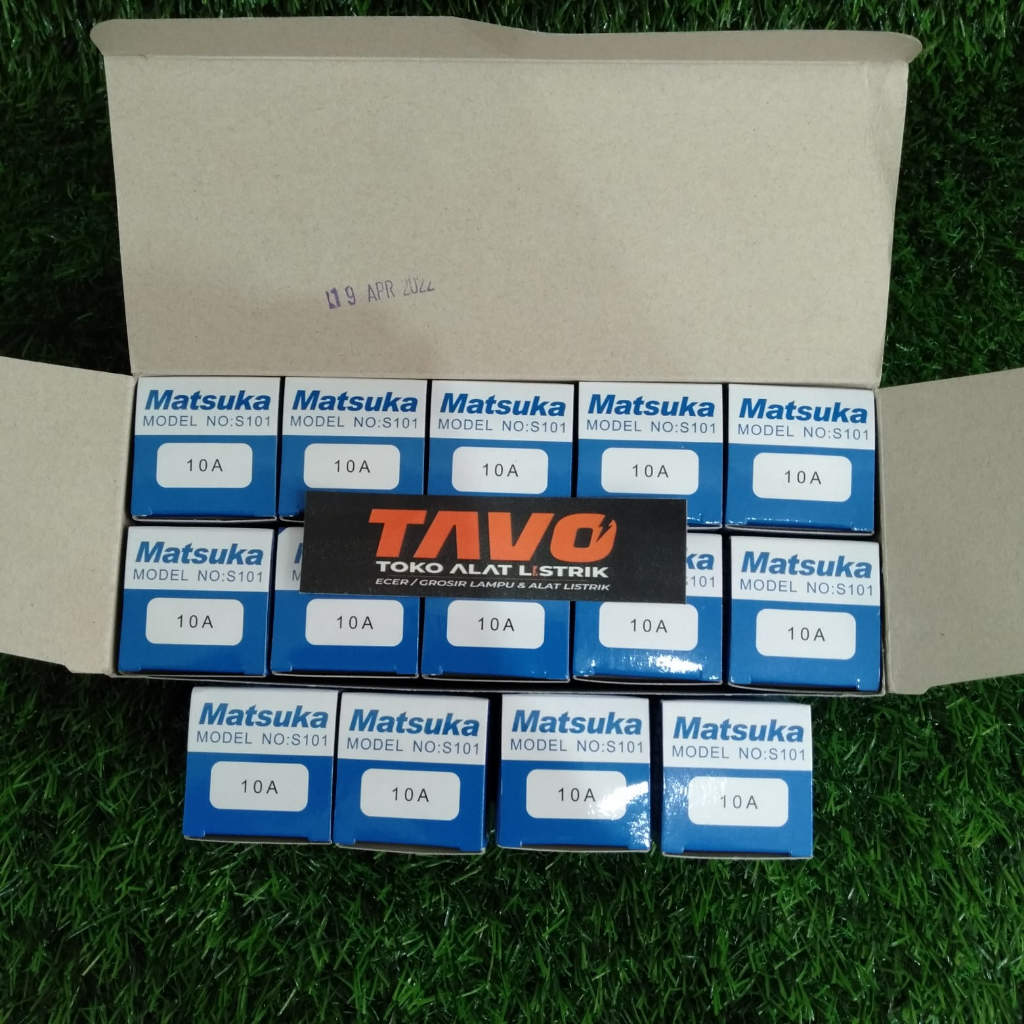 19 APR 2022
Matsuka
MODEL NO:S101
10A
Matsuka
MODEL NO:S101
10A
Matsuka
MODEL NO:S101
10A
Matsuka
MODEL NO:S101
10A
Matsuka
MODEL NO:S101
10A
TAVO
TOKO ALAT LISTRIK
ECER / GROSIR LAMPU & ALAT LISTRIK
Matsuka
MODEL NO:S101
10A
10A
10A
10A
Matsuka
MODEL NO:S101
10A
Matsuka
MODEL NO:S101
10A
Matsuka
MODEL NO:S101
10A
Matsuka
MODEL NO:S101
10A
Matsuka
MODEL NO:S101
10A